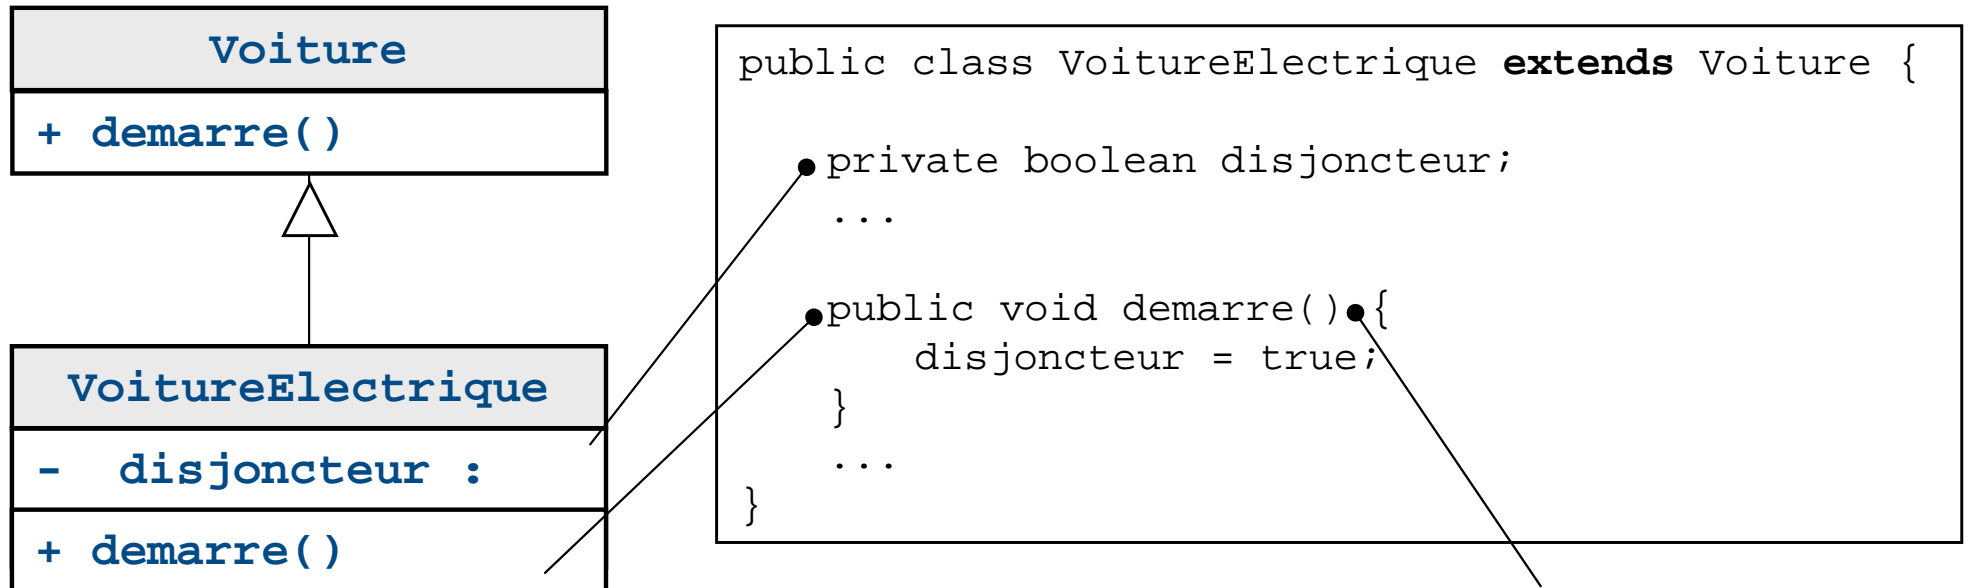 Voiture
+ demarre()
VoitureElectrique
- disjoncteur :
+ demarre()
public class VoitureElectrique extends Voiture {
private boolean disjoncteur;
...
public void demarre() {
disjoncteur = true;
}
...
}